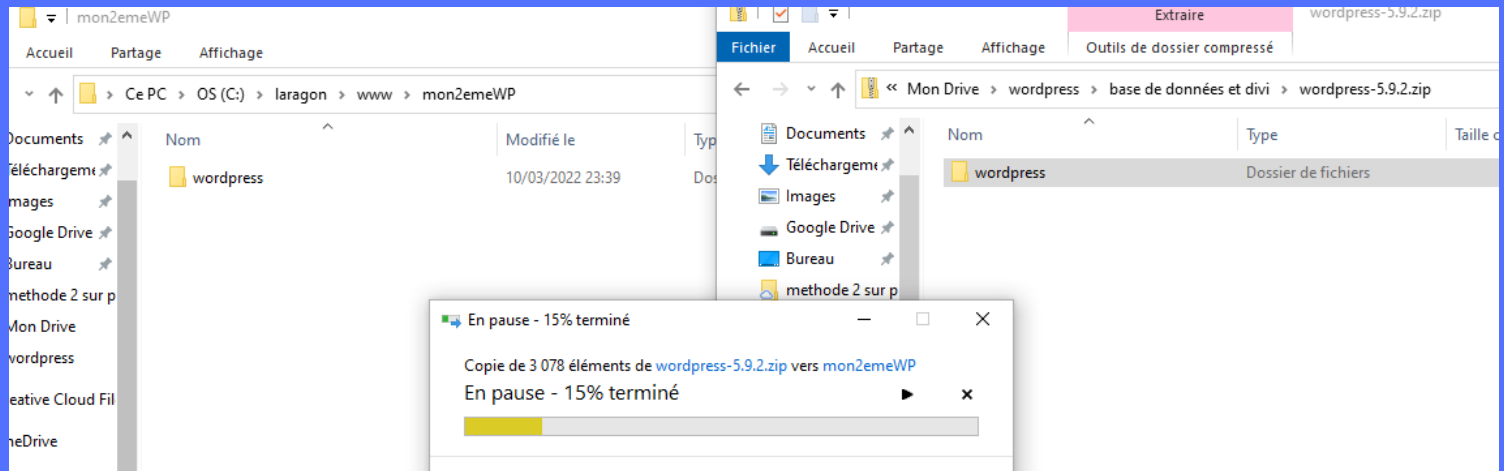 mon2emeWP
Accueil Partage Affichage
Ce PC > OS (C:) > laragon > www > mon2emeWP
Nom Modifié le Typ
Documents
wordpress 10/03/2022 23:39 Dos
Téléchargeme
Images
Google Drive
Bureau
methode 2 sur p
Mon Drive
wordpress
eative Cloud Fil
neDrive
Extraire wordpress-5.9.2.zip
Fichier Accueil Partage Affichage Outils de dossier compressé
« Mon Drive > wordpress > base de données et divi > wordpress-5.9.2.zip
Nom Type Taille c
Documents
wordpress Dossier de fichiers
Téléchargeme
Images
Google Drive
Bureau
methode 2 sur p
En pause - 15% terminé
Copie de 3 078 éléments de wordpress-5.9.2.zip vers mon2emeWP
En pause - 15% terminé